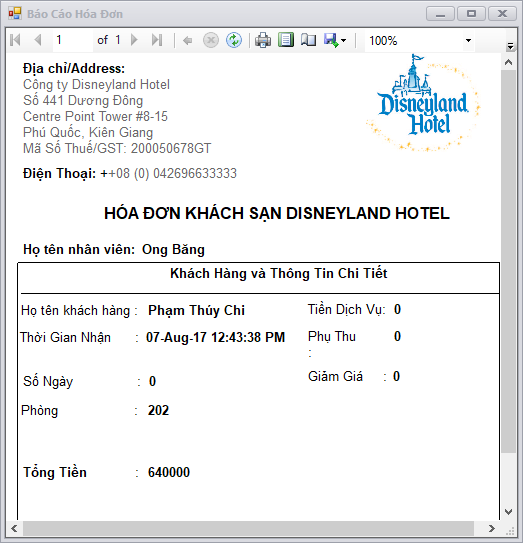 Báo Cáo Hóa Đơn
1 of 1 100%
Địa chỉ/Address:
Công ty Disneyland Hotel
Số 441 Dương Đông
Centre Point Tower #8-15
Phú Quốc, Kiên Giang
Mã Số Thuế/GST: 200050678GT
Điện Thoại: ++08 (0) 042696633333
Disneyland
Hotel
HÓA ĐƠN KHÁCH SẠN DISNEYLAND HOTEL
Họ tên nhân viên: Ong Băng
Khách Hàng và Thông Tin Chi Tiết
Họ tên khách hàng : Phạm Thúy Chi
Tiền Dịch Vụ: 0
Thời Gian Nhận : 07-Aug-17 12:43:38 PM
Phụ Thu : 0
Giảm Giá : 0
Số Ngày : 0
Phòng : 202
Tổng Tiền : 640000